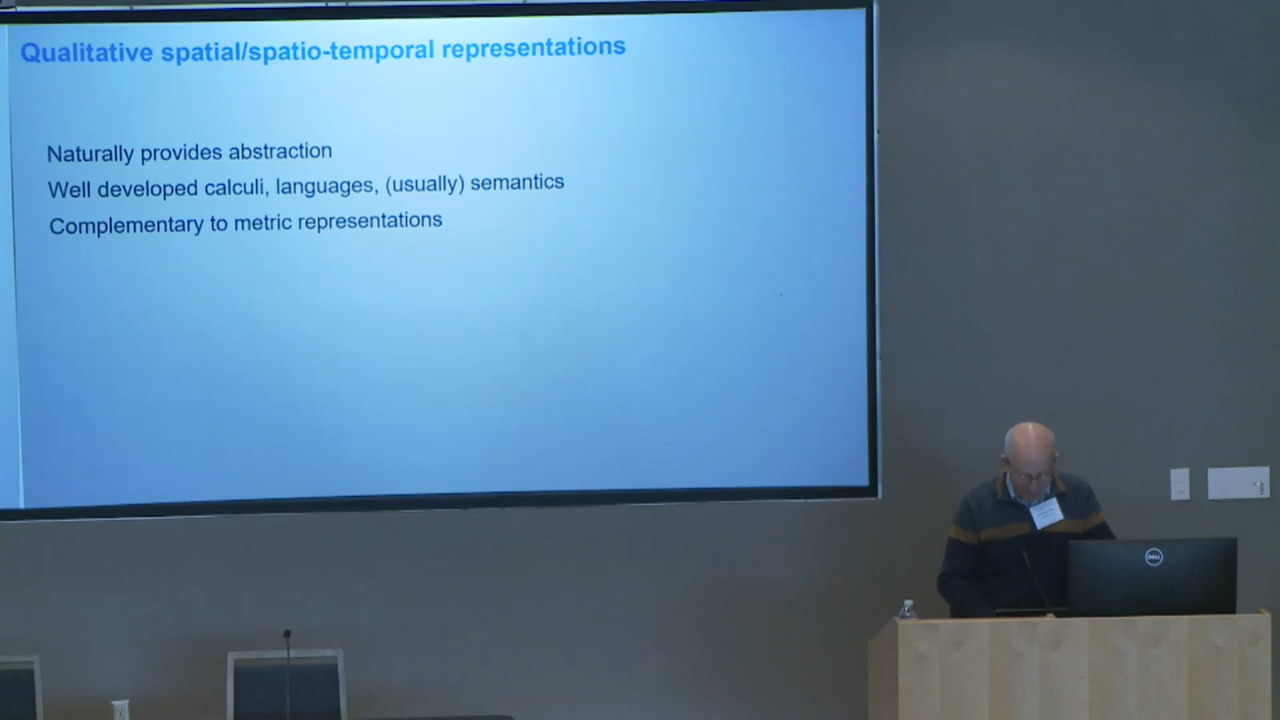 Qualitative spatial/spatio-temporal representations
Naturally provides abstraction
Well developed calculi, languages, (usually) semantics
Complementary to metric representations
DELL